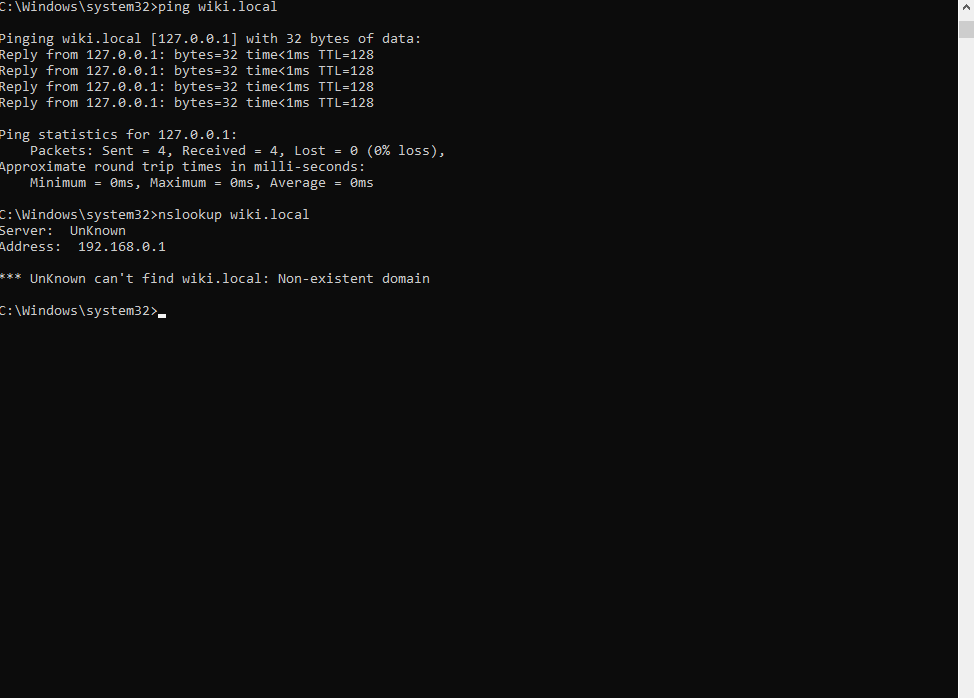 C:\Windows\system32>ping wiki.local
Pinging wiki.local [127.0.0.1] with 32 bytes of data:
Reply from 127.0.0.1: bytes=32 time<1ms TTL=128
Reply from 127.0.0.1: bytes=32 time<1ms TTL=128
Reply from 127.0.0.1: bytes=32 time<1ms TTL=128
Reply from 127.0.0.1: bytes=32 time<1ms TTL=128
Ping statistics for 127.0.0.1:
    Packets: Sent = 4, Received = 4, Lost = 0 (0% loss),
Approximate round trip times in milli-seconds:
    Minimum = 0ms, Maximum = 0ms, Average = 0ms
C:\Windows\system32>nslookup wiki.local
Server:  UnKnown
Address:  192.168.0.1
*** UnKnown can't find wiki.local: Non-existent domain
C:\Windows\system32>